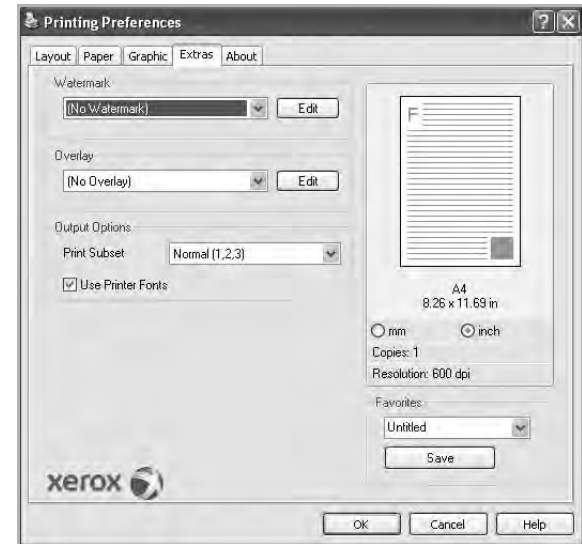 Printing Preferences
Layout Paper Graphic Extras About
Watermark
(No Watermark) Edit
Overlay
(No Overlay) Edit
Output Options
Print Subset Normal (1,2,3)
Use Printer Fonts
F
A4
8.26 x 11.69 in
mm inch
Copies: 1
Resolution: 600 dpi
Favorites
Untitled
Save
xerox
OK Cancel Help